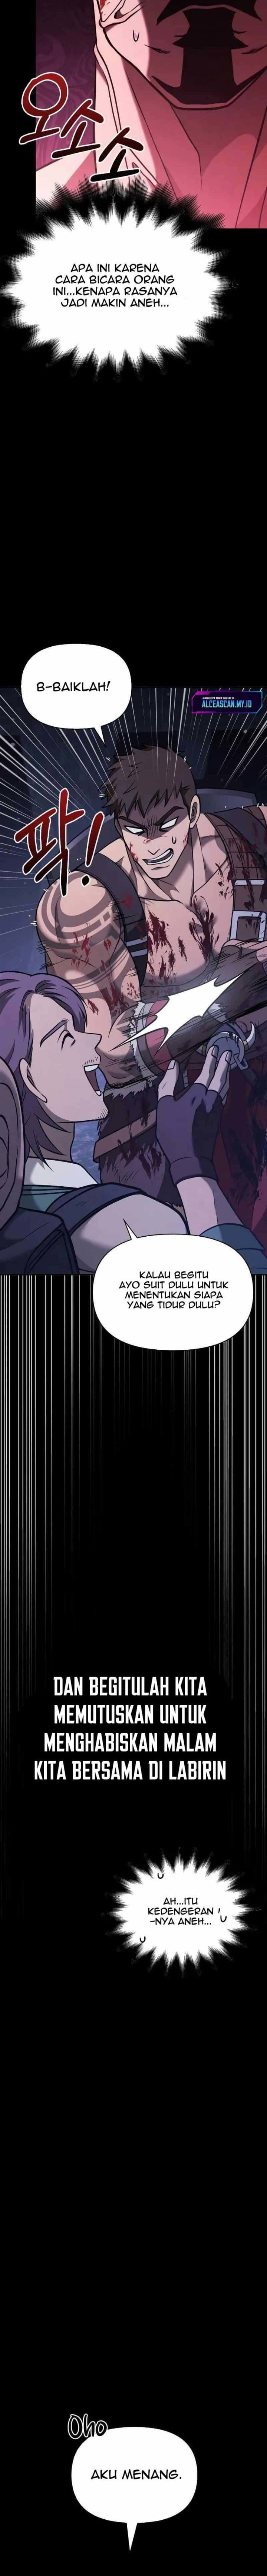 오소소
APA INI KARENA
CARA BICARA ORANG
INI...KENAPA RASANYA
JADI MAKIN ANEH...
B-BAIKLAH!
ALCEASCAN.MY.ID
팍!
KALAU BEGITU
AYO SUIT DULU UNTUK
MENENTUKAN SIAPA
YANG TIDUR DULU?
DAN BEGITULAH KITA
MEMUTUSKAN UNTUK
MENGHABISKAN MALAM
KITA BERSAMA DI LABIRIN
AH...ITU
KEDENGERAN
-NYA ANEH...
Oho
AKU MENANG.